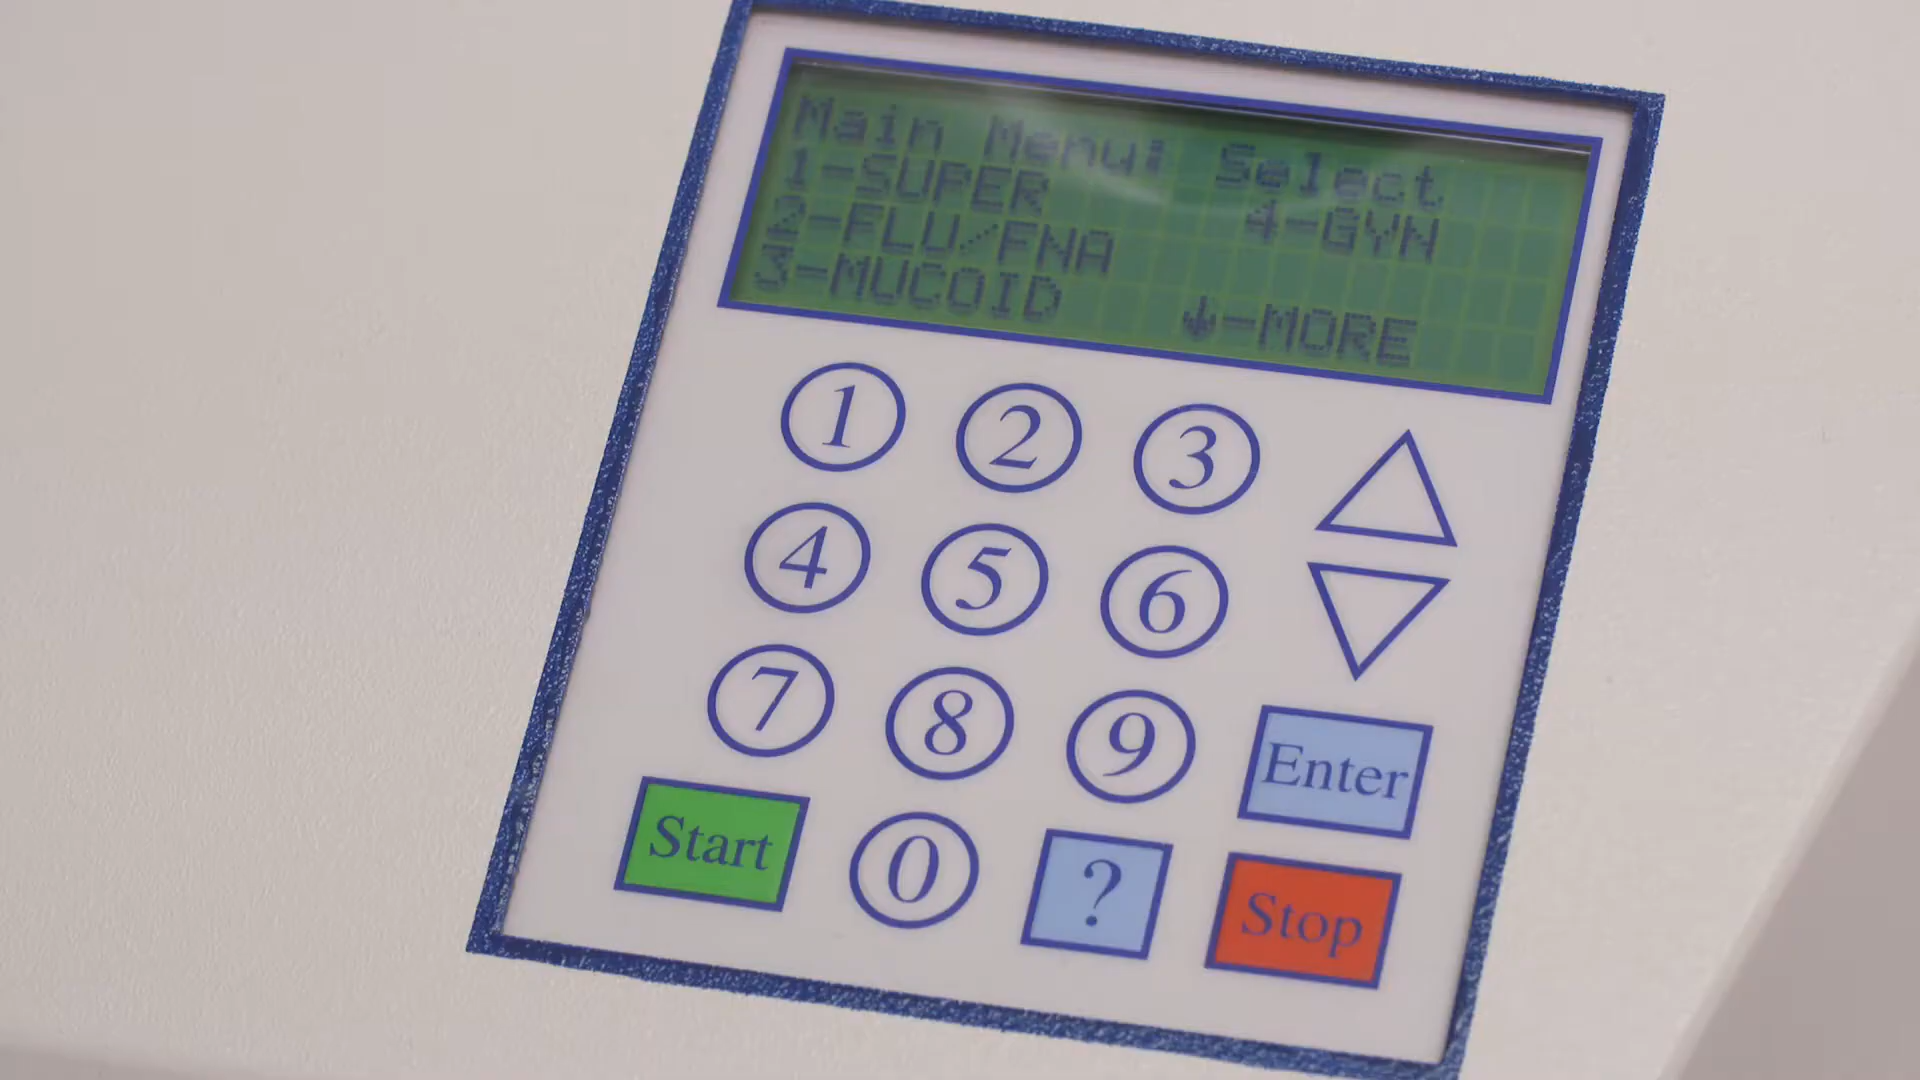 Main Menu: Select
1-SUPER
2-FLU/FNA 4-GYN
3-MUCOID ↓-MORE
1 2 3
4 5 6
7 8 9 Enter
Start 0 ? Stop